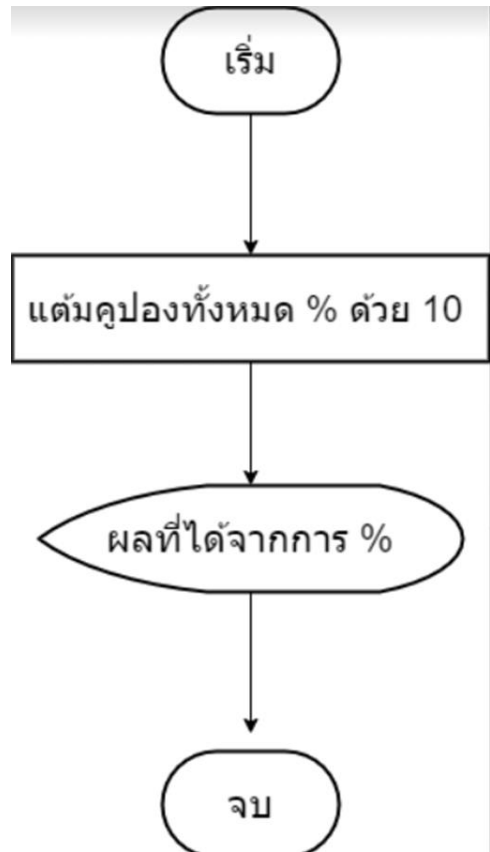 เริ่ม
แต้มคูปองทั้งหมด % ด้วย 10
ผลที่ได้จากการ %
จบ